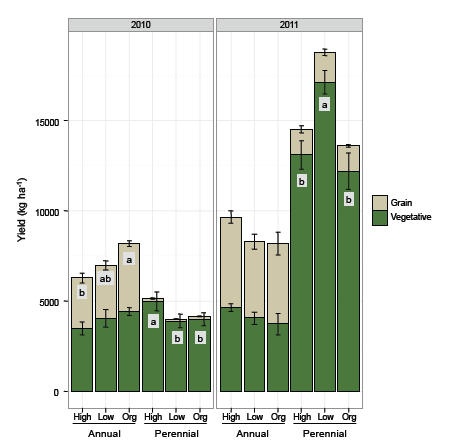 2010 2011
Yield (kg ha⁻¹)
15000
10000
5000
0
b ab a a b b
b a b
Grain
Vegetative
High Low Org High Low Org High Low Org High Low Org
Annual Perennial Annual Perennial